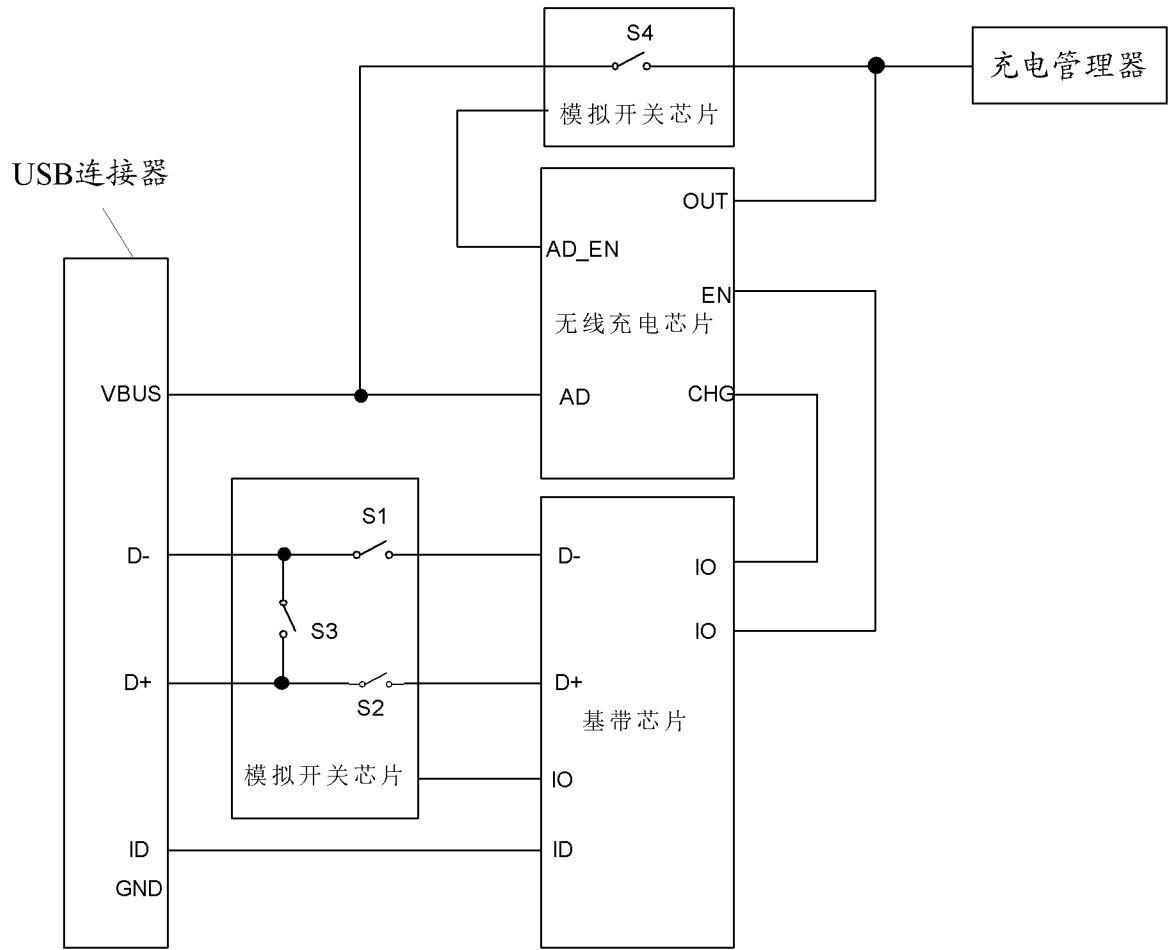 S4
充电管理器
模拟开关芯片
USB连接器
OUT
AD_EN
EN
无线充电芯片
VBUS
AD
CHG
S1
D-
D-
IO
S3
IO
D+
D+
S2
基带芯片
模拟开关芯片
IO
ID
ID
GND